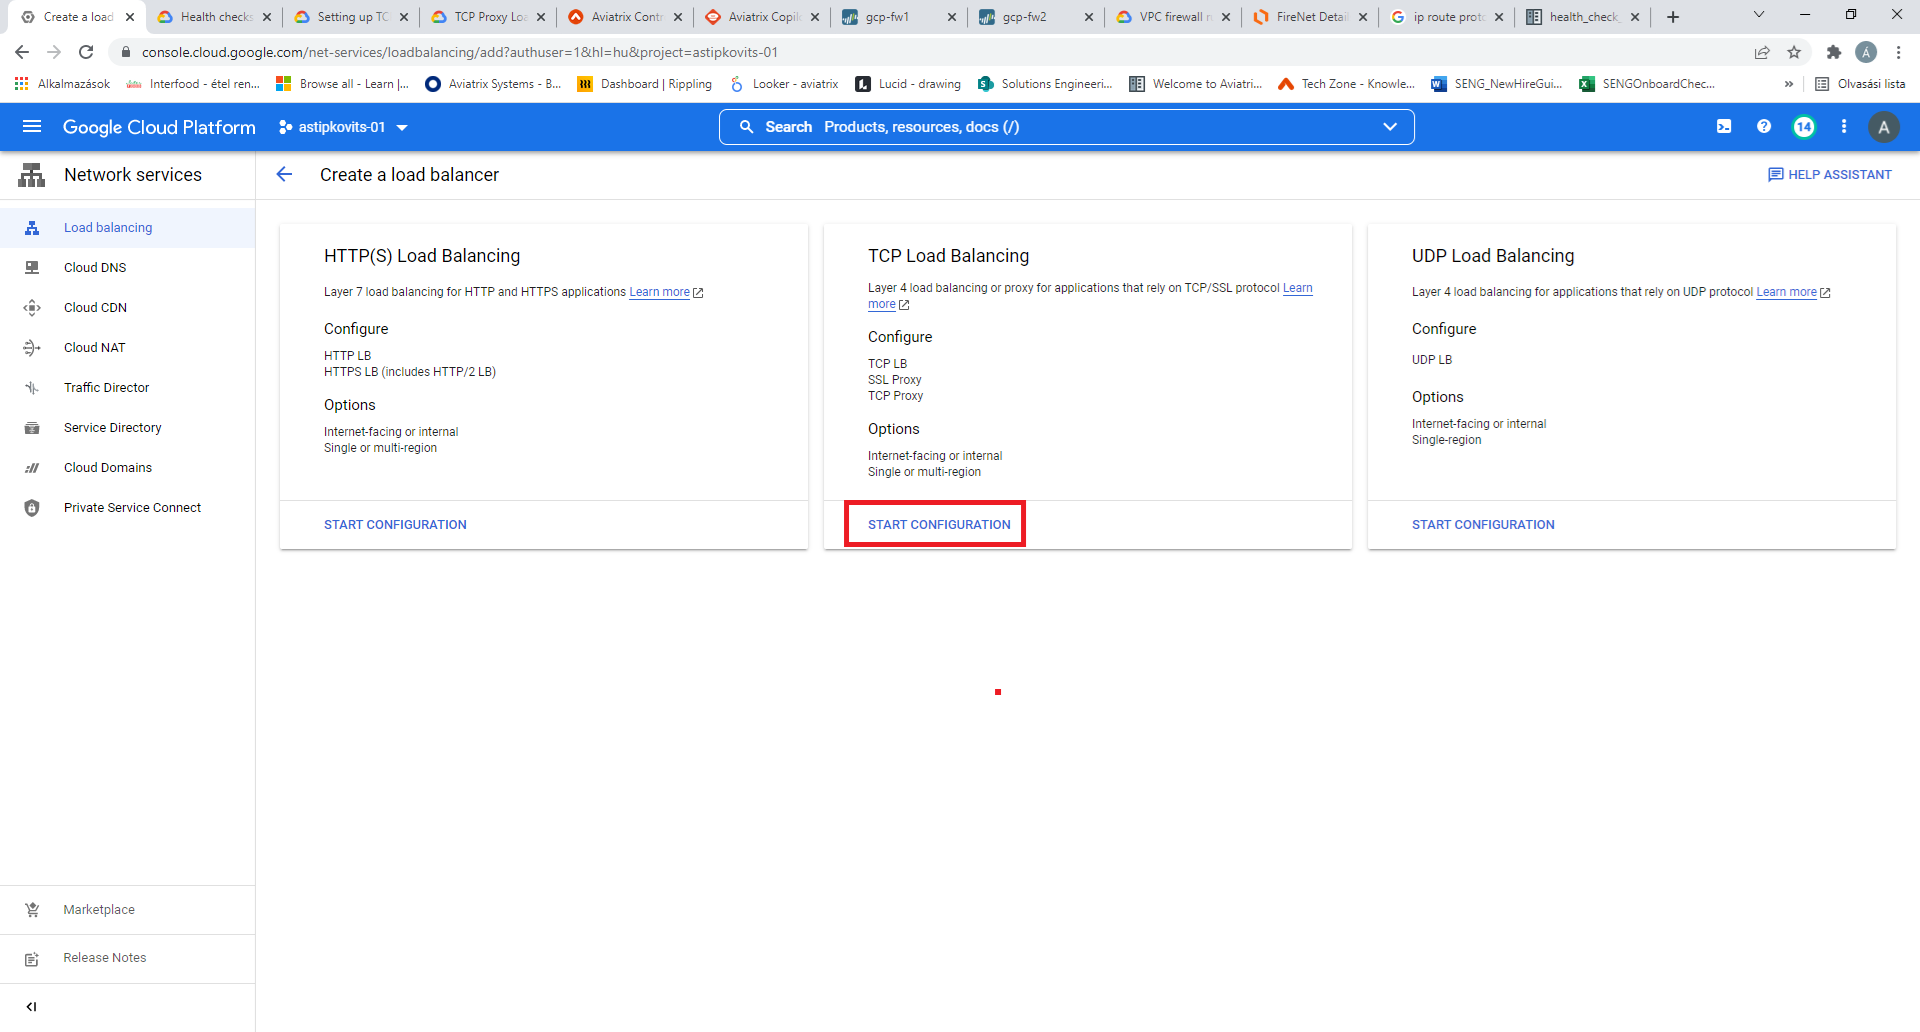 Create a load
Health checks
Setting up TC
TCP Proxy Loa
Aviatrix Contr
Aviatrix Copil
gcp-fw1
gcp-fw2
VPC firewall r
FireNet Detail
ip route proto
health_check_
console.cloud.google.com/net-services/loadbalancing/add?authuser=1&hl=hu&project=astipkovits-01
Á
Alkalmazások
Interfood - étel ren...
Browse all - Learn |...
Aviatrix Systems - B...
Dashboard | Rippling
Looker - aviatrix
Lucid - drawing
Solutions Engineeri...
Welcome to Aviatri...
Tech Zone - Knowle...
SENG_NewHireGui...
SENGOnboardChec...
»
Olvasási lista
Google Cloud Platform
astipkovits-01
Search Products, resources, docs (/)
14
A
Network services
Create a load balancer
HELP ASSISTANT
Load balancing
Cloud DNS
Cloud CDN
Cloud NAT
Traffic Director
Service Directory
Cloud Domains
Private Service Connect
Marketplace
Release Notes
HTTP(S) Load Balancing
Layer 7 load balancing for HTTP and HTTPS applications Learn more
Configure
HTTP LB
HTTPS LB (includes HTTP/2 LB)
Options
Internet-facing or internal
Single or multi-region
START CONFIGURATION
TCP Load Balancing
Layer 4 load balancing or proxy for applications that rely on TCP/SSL protocol Learn
more
Configure
TCP LB
SSL Proxy
TCP Proxy
Options
Internet-facing or internal
Single or multi-region
START CONFIGURATION
UDP Load Balancing
Layer 4 load balancing for applications that rely on UDP protocol Learn more
Configure
UDP LB
Options
Internet-facing or internal
Single-region
START CONFIGURATION